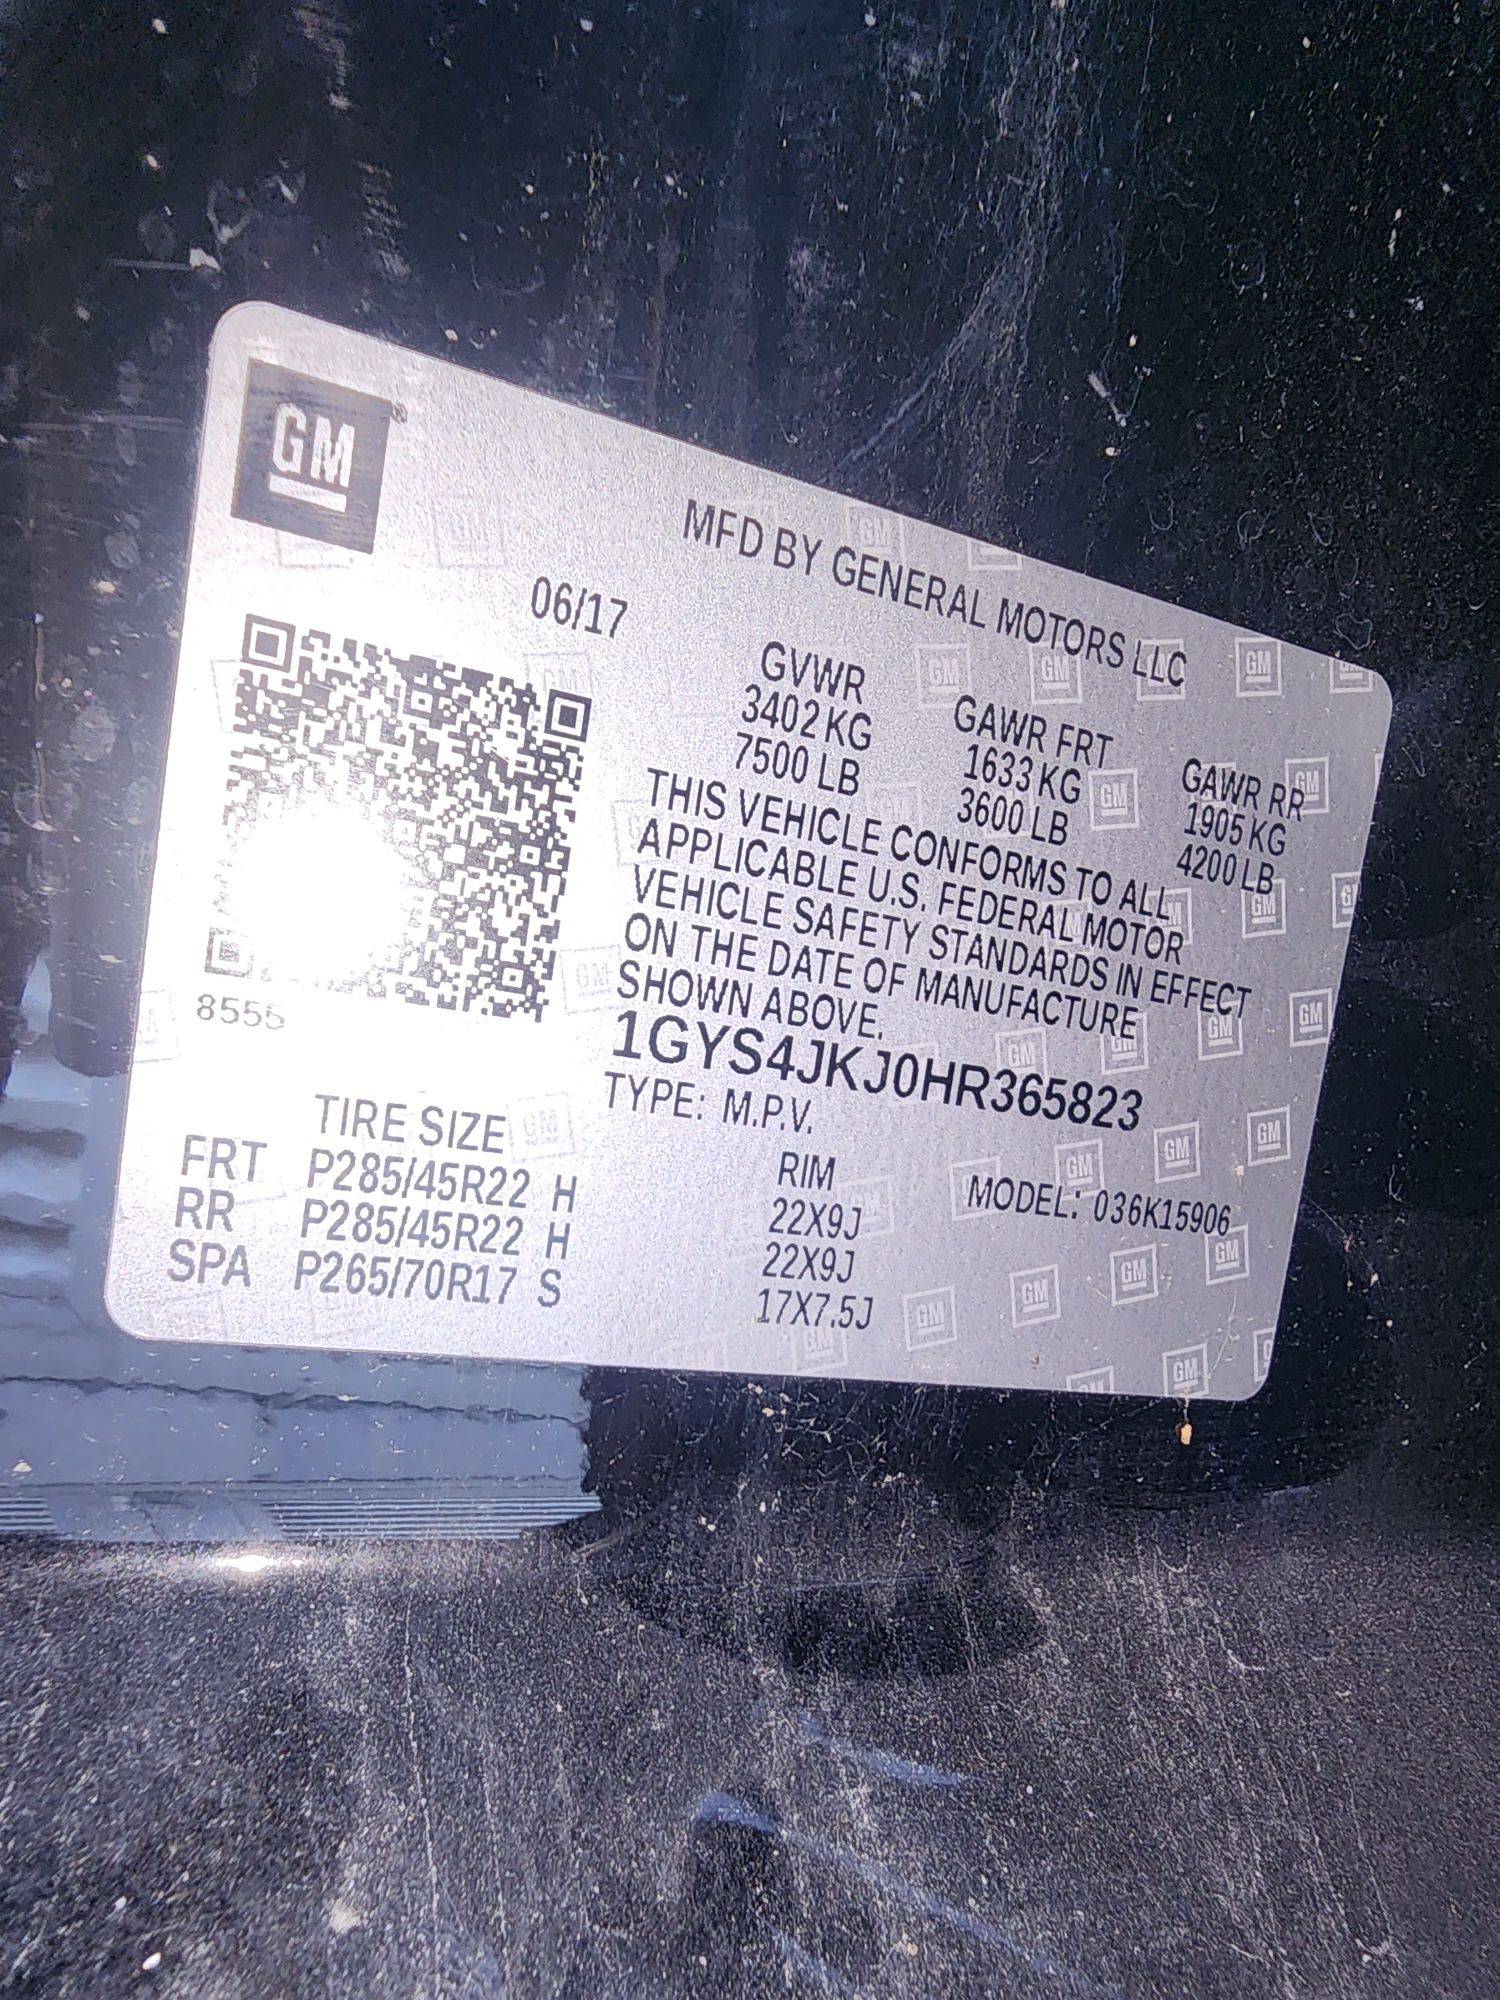 GM
MFD BY GENERAL MOTORS LLC
06/17
GVWR GAWR FRT GAWR RR
3402 KG 1633 KG 1905 KG
7500 LB 3600 LB 4200 LB
THIS VEHICLE CONFORMS TO ALL
APPLICABLE U.S. FEDERAL MOTOR
VEHICLE SAFETY STANDARDS IN EFFECT
ON THE DATE OF MANUFACTURE
SHOWN ABOVE.
8555
1GYS4JKJ0HR365823
TYPE: M.P.V.
MODEL: 036K15906
TIRE SIZE RIM
FRT P285/45R22 H 22X9J
RR P285/45R22 H 22X9J
SPA P265/70R17 S 17X7.5J